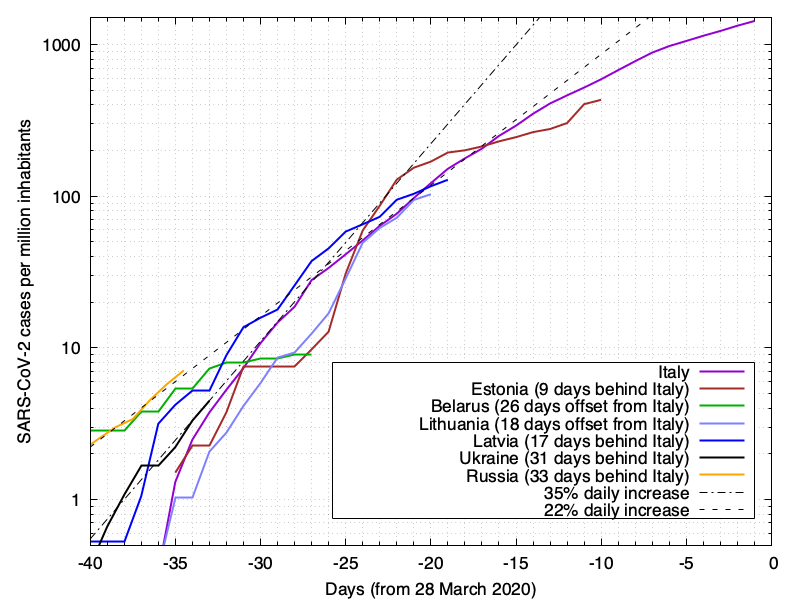 1000
100
10
1
SARS-CoV-2 cases per million inhabitants
Italy
Estonia (9 days behind Italy)
Belarus (26 days offset from Italy)
Lithuania (18 days offset from Italy)
Latvia (17 days behind Italy)
Ukraine (31 days behind Italy)
Russia (33 days behind Italy)
35% daily increase
22% daily increase
-40 -35 -30 -25 -20 -15 -10 -5 0
Days (from 28 March 2020)